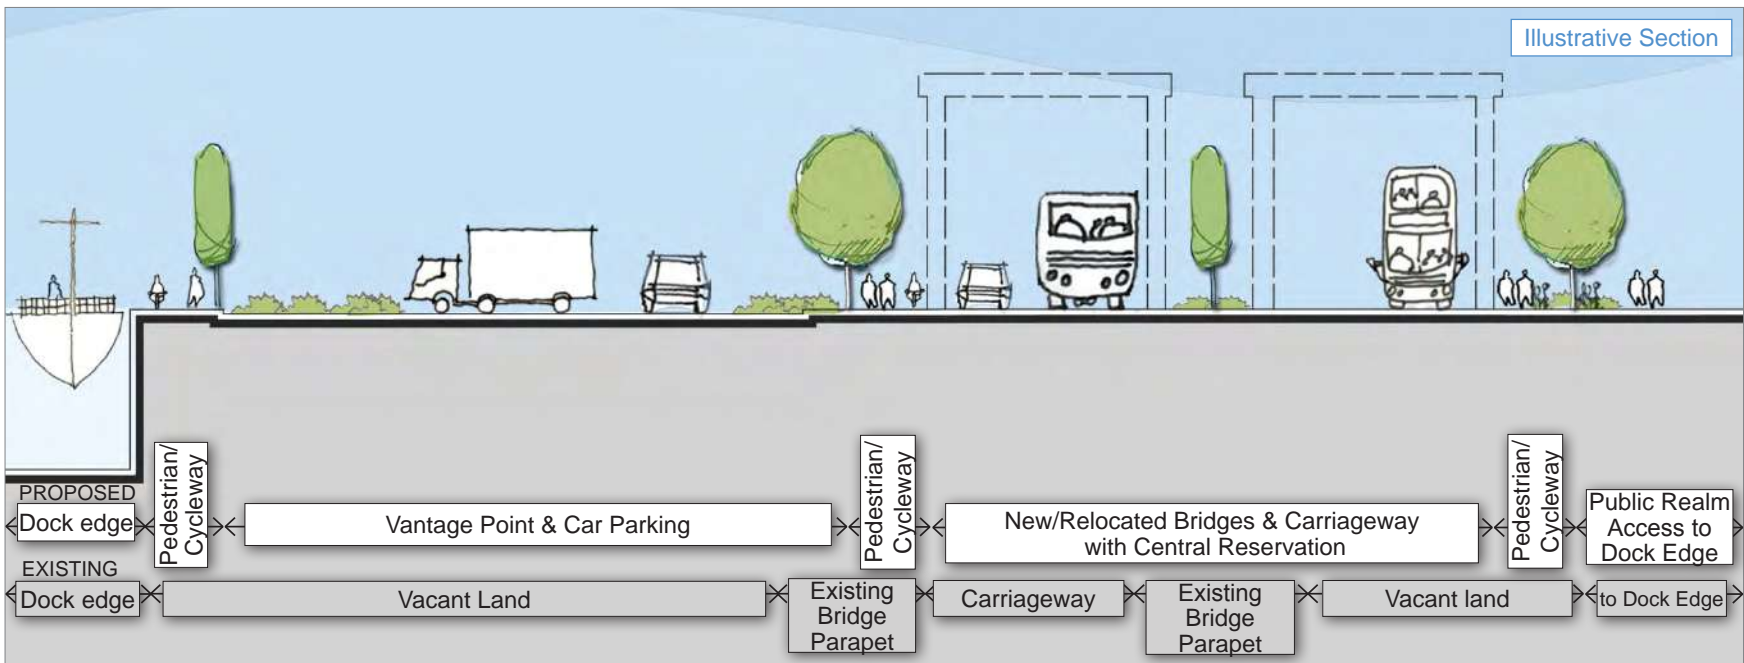 Illustrative Section
PROPOSED
Dock edge
Pedestrian/
Cycleway
Vantage Point & Car Parking
Pedestrian/
Cycleway
New/Relocated Bridges & Carriageway
with Central Reservation
Pedestrian/
Cycleway
Public Realm
Access to
Dock Edge
EXISTING
Dock edge
Vacant Land
Existing
Bridge
Parapet
Carriageway
Existing
Bridge
Parapet
Vacant land
to Dock Edge